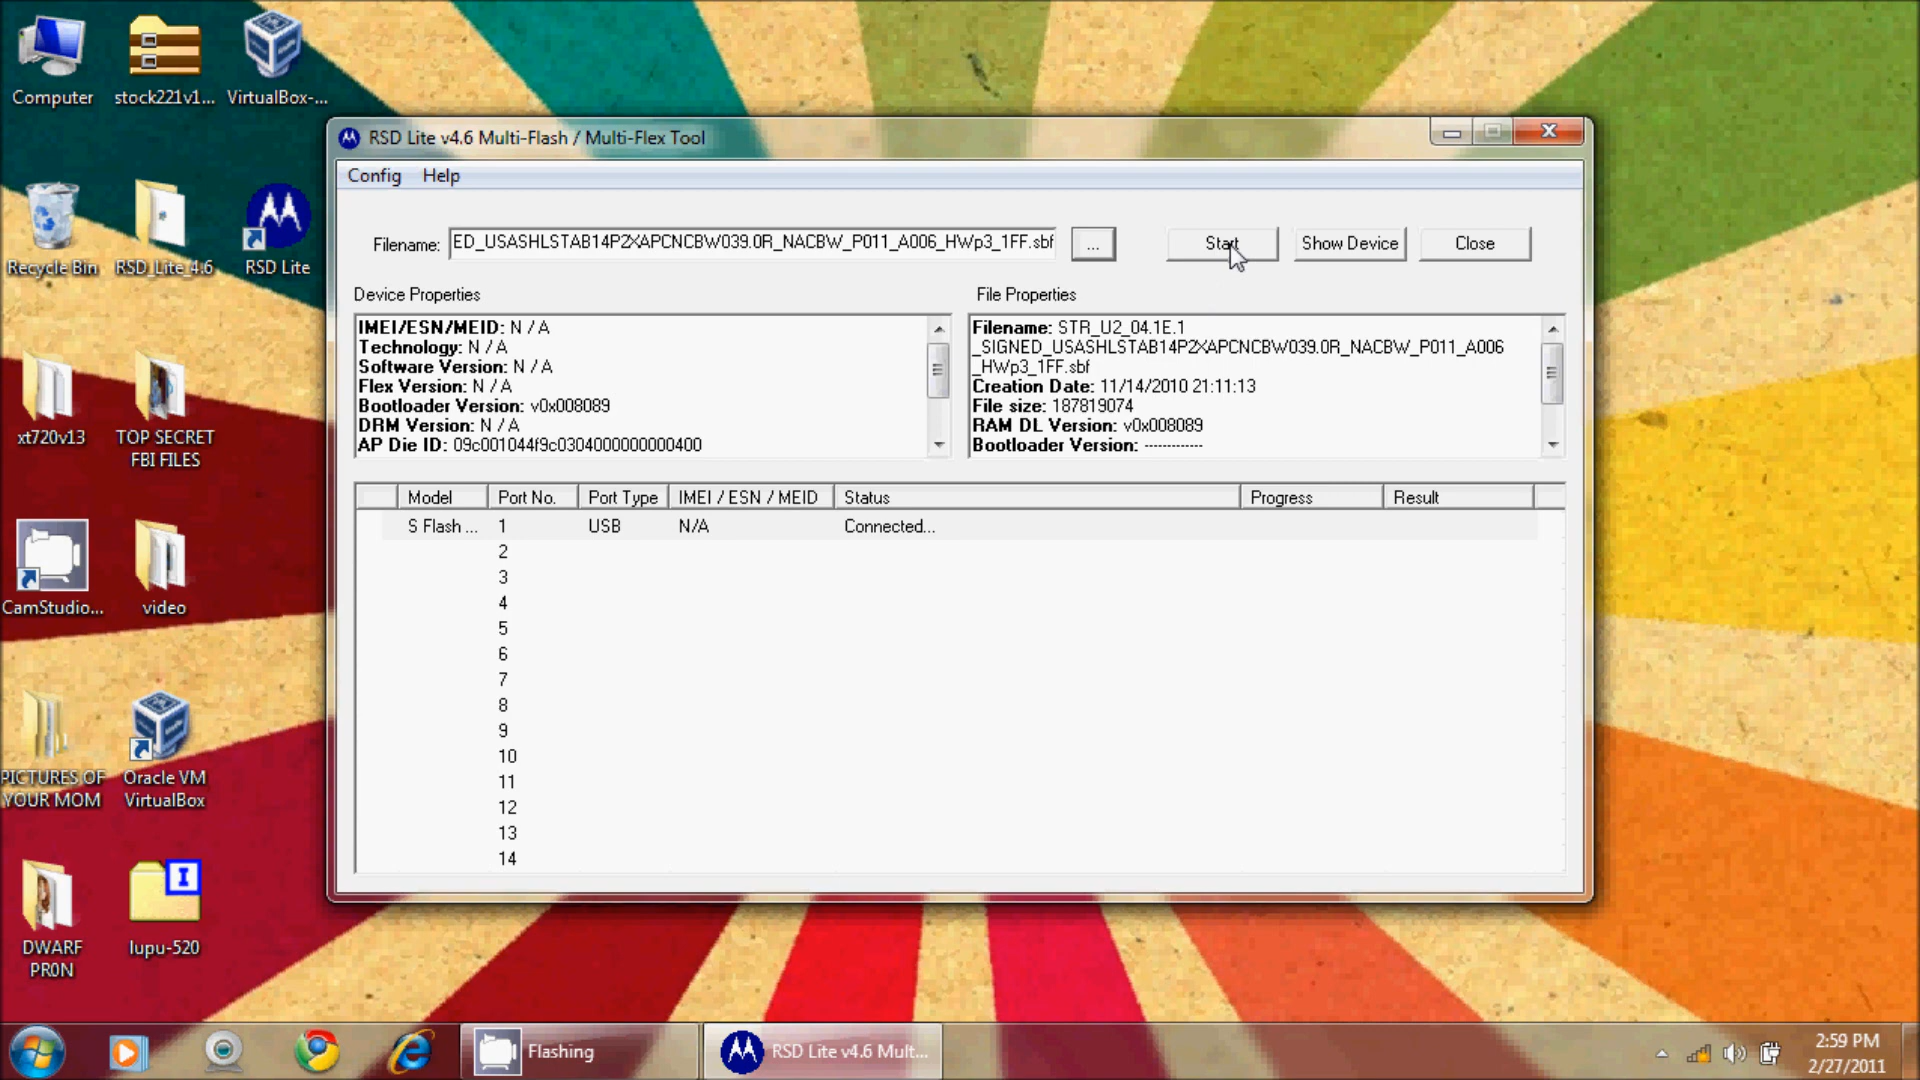 Computer
stock221v1...
VirtualBox-...
Recycle Bin
RSD_Lite_4.6
RSD Lite
xt720v13
TOP SECRET
FBI FILES
CamStudio...
video
PICTURES OF
YOUR MOM
Oracle VM
VirtualBox
DWARF
PR0N
lupu-520
RSD Lite v4.6 Multi-Flash / Multi-Flex Tool
Config Help
Filename: ED_USASHLSTAB14P2XAPCNCBW039.0R_NACBW_P011_A006_HWp3_1FF.sbf ... Start Show Device Close
Device Properties
IMEI/ESN/MEID: N / A
Technology: N / A
Software Version: N / A
Flex Version: N / A
Bootloader Version: v0x008089
DRM Version: N / A
AP Die ID: 09c001044f9c0304000000000400
File Properties
Filename: STR_U2_04.1E.1
_SIGNED_USASHLSTAB14P2XAPCNCBW039.0R_NACBW_P011_A006
_HWp3_1FF.sbf
Creation Date: 11/14/2010 21:11:13
File size: 187819074
RAM DL Version: v0x008089
Bootloader Version: ------------
Model Port No. Port Type IMEI / ESN / MEID Status Progress Result
S Flash ... 1 USB N/A Connected...
2
3
4
5
6
7
8
9
10
11
12
13
14
Flashing
RSD Lite v4.6 Mult...
2:59 PM
2/27/2011